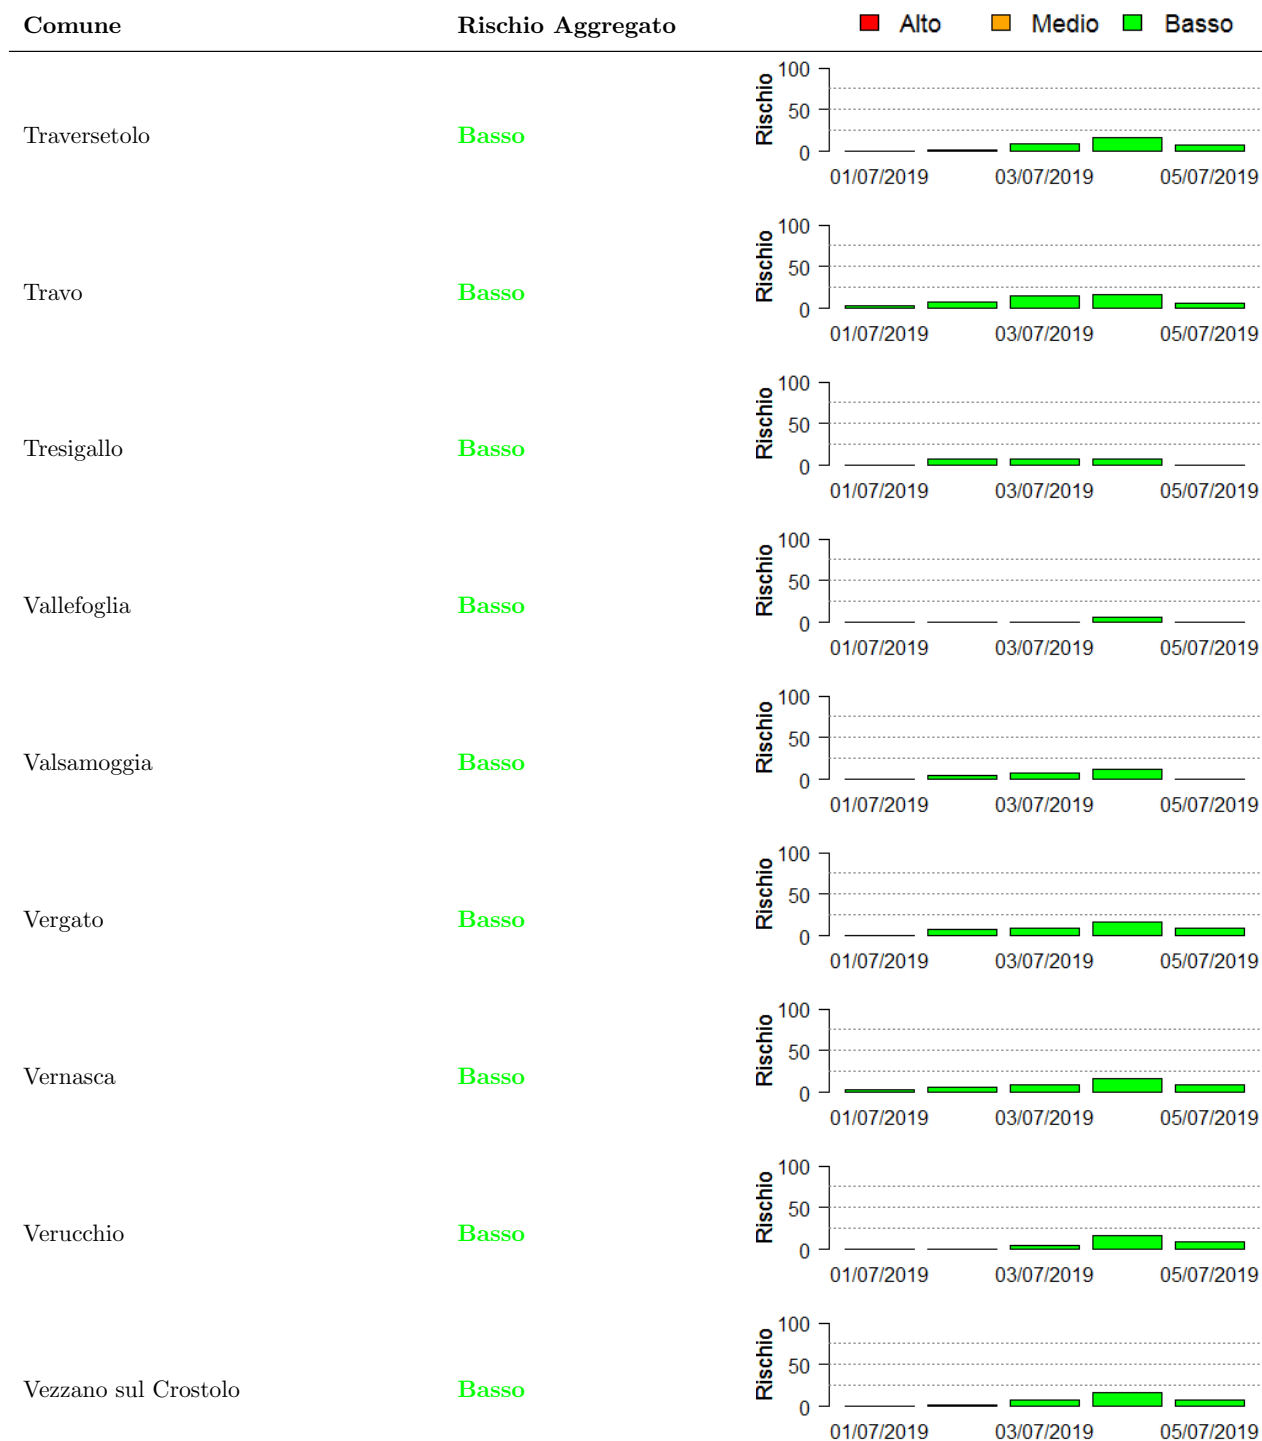 Comune Rischio Aggregato Alto Medio Basso
Traversetolo Basso
Rischio
100
50
0
01/07/2019 03/07/2019 05/07/2019
Travo Basso
Rischio
100
50
0
01/07/2019 03/07/2019 05/07/2019
Tresigallo Basso
Rischio
100
50
0
01/07/2019 03/07/2019 05/07/2019
Vallefoglia Basso
Rischio
100
50
0
01/07/2019 03/07/2019 05/07/2019
Valsamoggia Basso
Rischio
100
50
0
01/07/2019 03/07/2019 05/07/2019
Vergato Basso
Rischio
100
50
0
01/07/2019 03/07/2019 05/07/2019
Vernasca Basso
Rischio
100
50
0
01/07/2019 03/07/2019 05/07/2019
Verucchio Basso
Rischio
100
50
0
01/07/2019 03/07/2019 05/07/2019
Vezzano sul Crostolo Basso
Rischio
100
50
0
01/07/2019 03/07/2019 05/07/2019